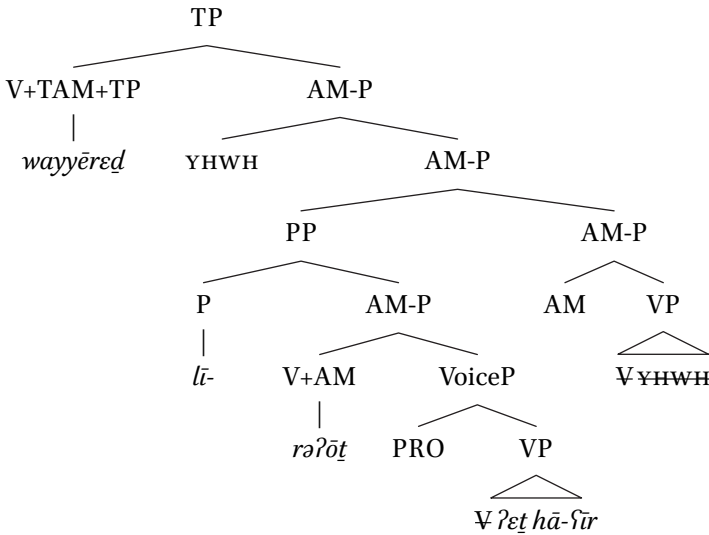 TP
V+TAM+TP AM-P
wayyērɛḏ YHWH AM-P
PP AM-P
P AM-P AM VP
lī- V+AM VoiceP V YHWH
rəʔōṯ PRO VP
V ʔɛṯ hā-ʕīr